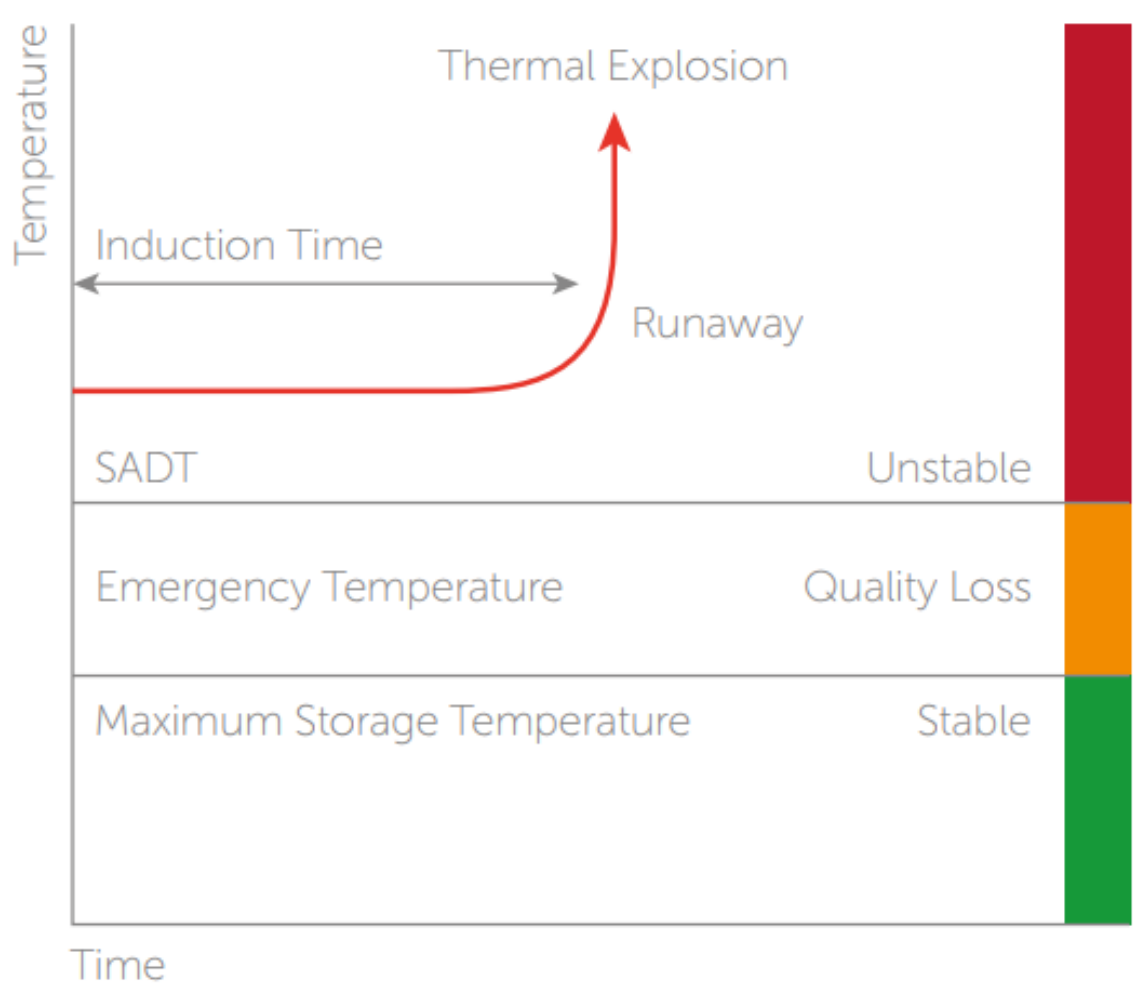 Temperature
Thermal Explosion
Induction Time
Runaway
SADT
Unstable
Emergency Temperature
Quality Loss
Maximum Storage Temperature
Stable
Time